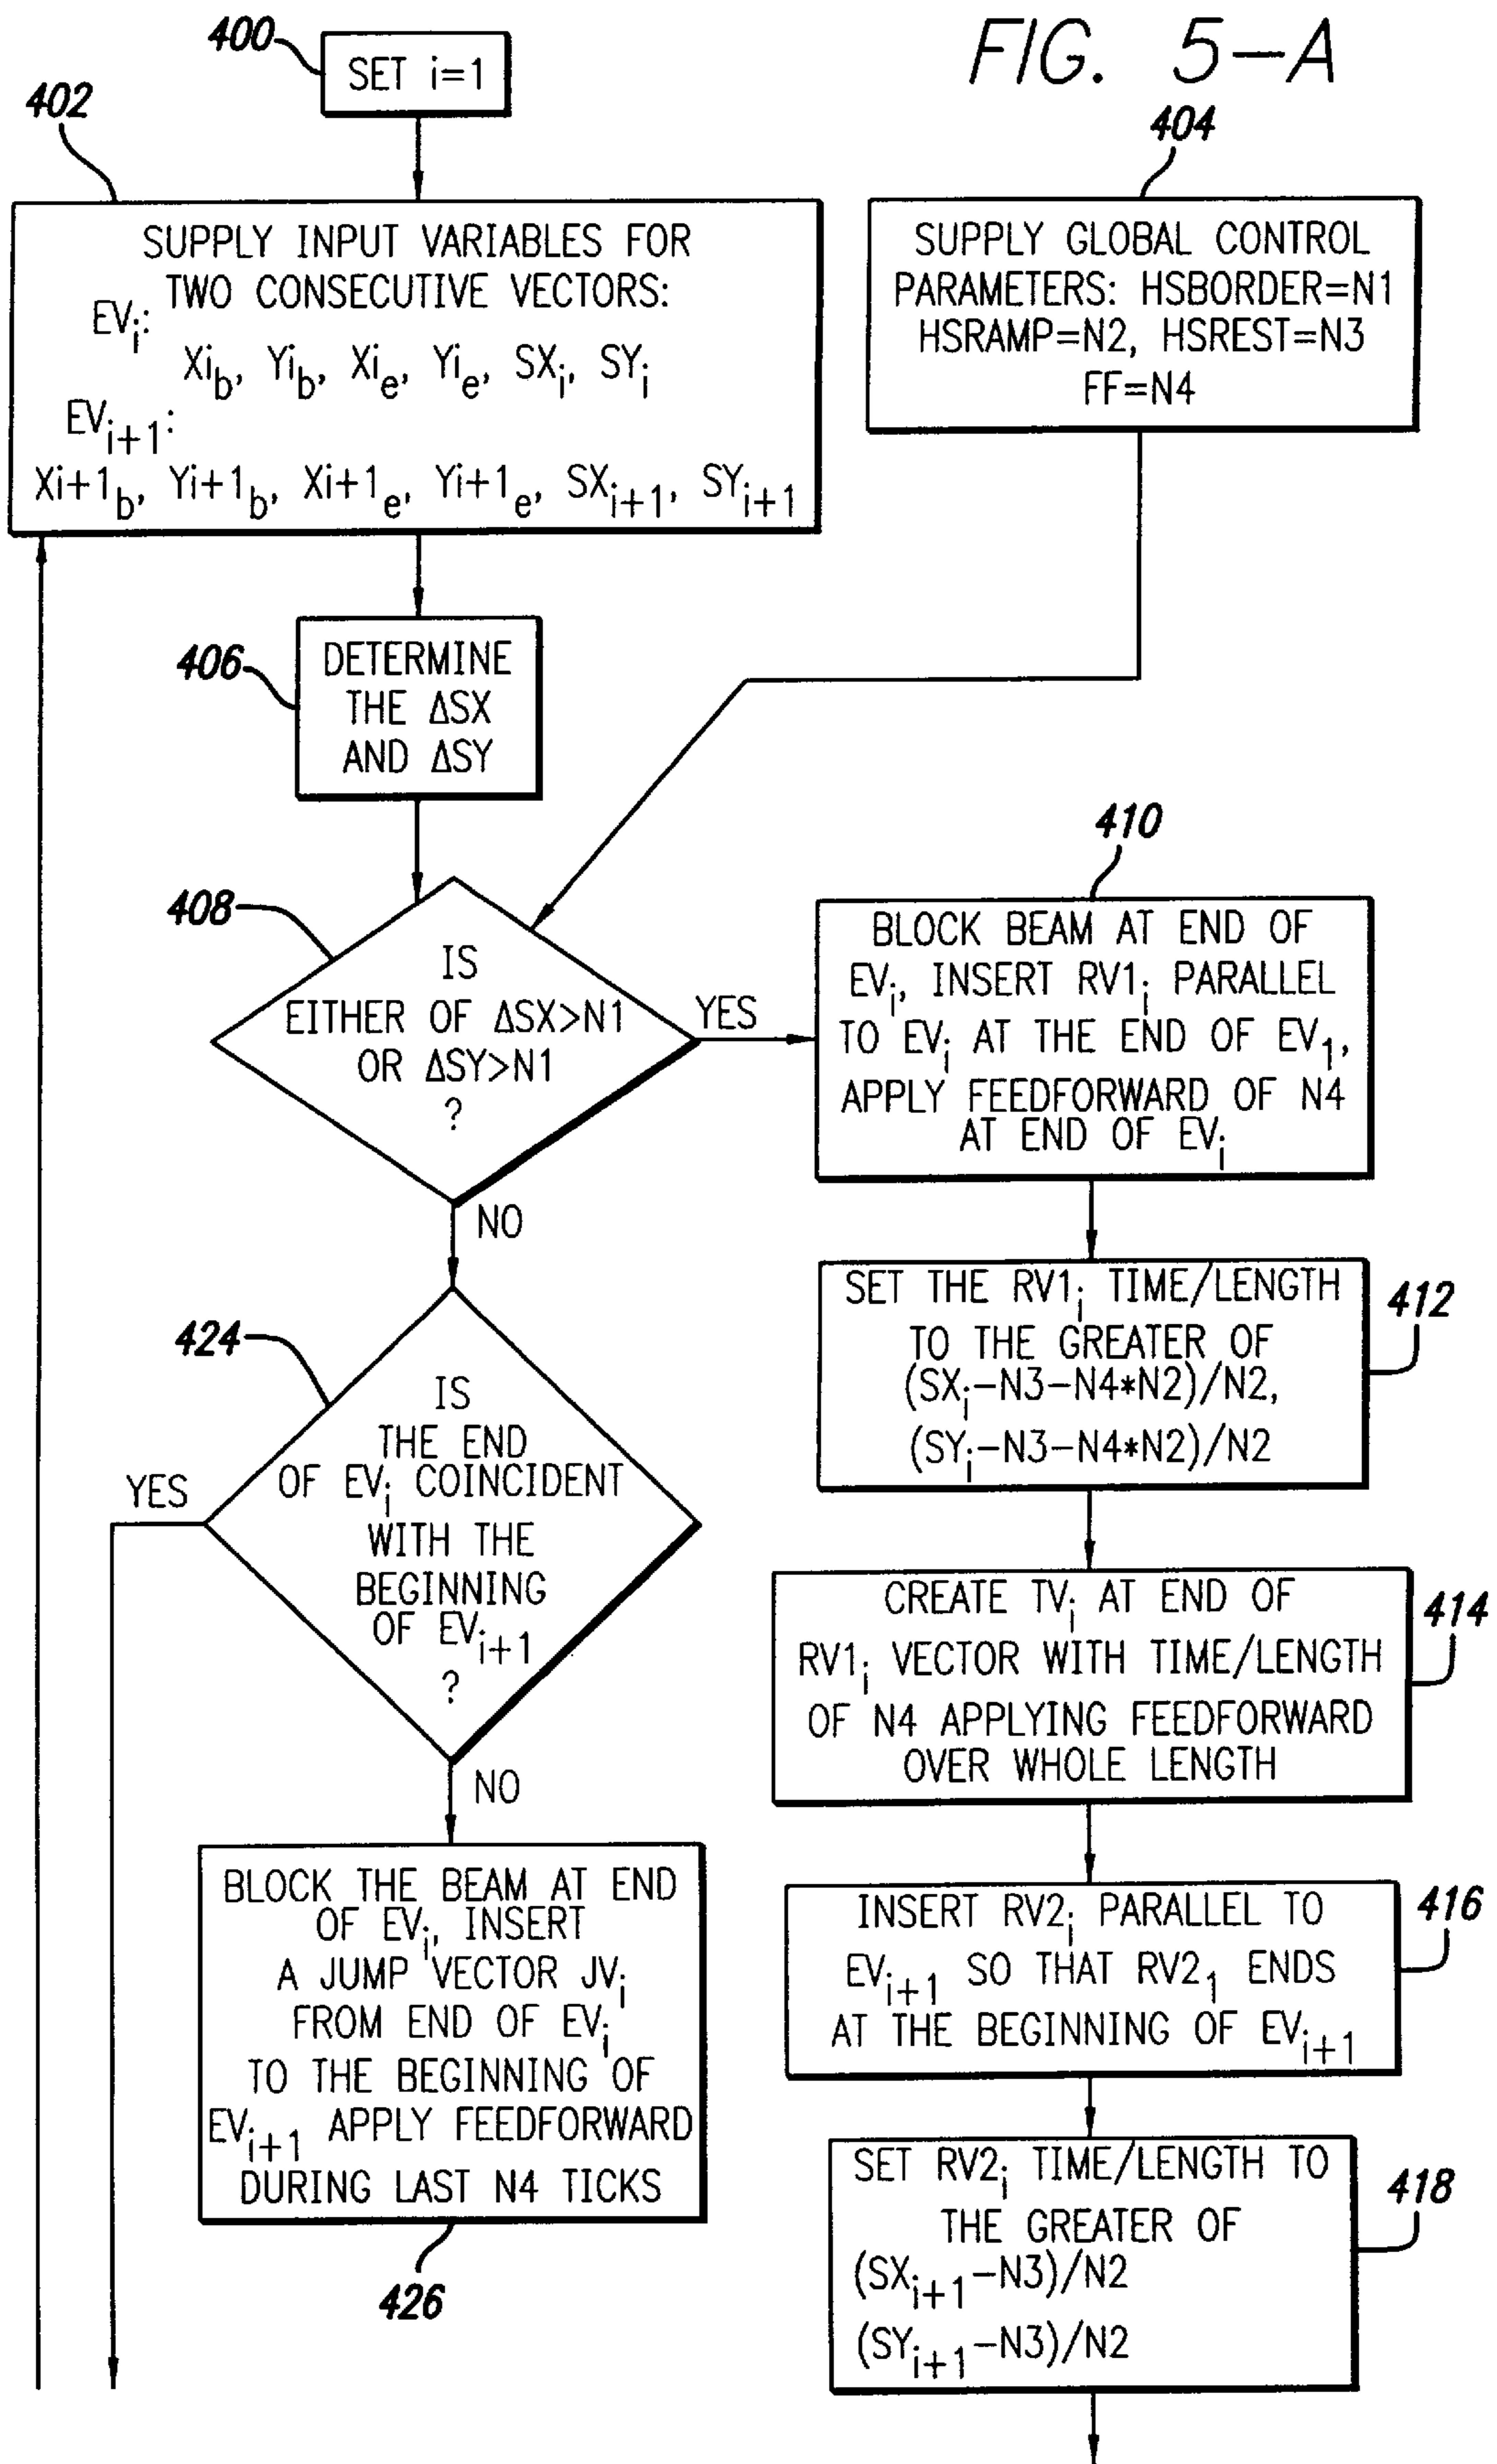 FIG. 5-A
400
SET i=1
402
SUPPLY INPUT VARIABLES FOR
TWO CONSECUTIVE VECTORS:
EVi:
Xib, Yib, Xie, Yie, SXi, SYi
EVi+1:
Xi+1b, Yi+1b, Xi+1e, Yi+1e, SXi+1, SYi+1
404
SUPPLY GLOBAL CONTROL
PARAMETERS: HSBORDER=N1
HSRAMP=N2, HSREST=N3
FF=N4
406
DETERMINE
THE ΔSX
AND ΔSY
408
IS
EITHER OF ΔSX>N1
OR ΔSY>N1
?
YES
NO
410
BLOCK BEAM AT END OF
EVi, INSERT RV1i PARALLEL
TO EVi AT THE END OF EV1,
APPLY FEEDFORWARD OF N4
AT END OF EVi
412
SET THE RV1i TIME/LENGTH
TO THE GREATER OF
(SXi-N3-N4*N2)/N2,
(SYi-N3-N4*N2)/N2
414
CREATE TVi AT END OF
RV1i VECTOR WITH TIME/LENGTH
OF N4 APPLYING FEEDFORWARD
OVER WHOLE LENGTH
416
INSERT RV2i PARALLEL TO
EVi+1 SO THAT RV21 ENDS
AT THE BEGINNING OF EVi+1
418
SET RV2i TIME/LENGTH TO
THE GREATER OF
(SXi+1-N3)/N2
(SYi+1-N3)/N2
424
IS
THE END
OF EVi COINCIDENT
WITH THE
BEGINNING
OF EVi+1
?
YES
NO
BLOCK THE BEAM AT END
OF EVi, INSERT
A JUMP VECTOR JVi
FROM END OF EVi
TO THE BEGINNING OF
EVi+1 APPLY FEEDFORWARD
DURING LAST N4 TICKS
426